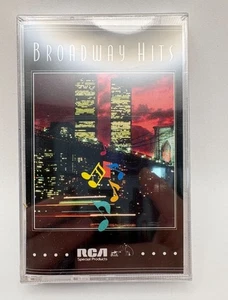 BROADWAY HITS
RCA
Special Products